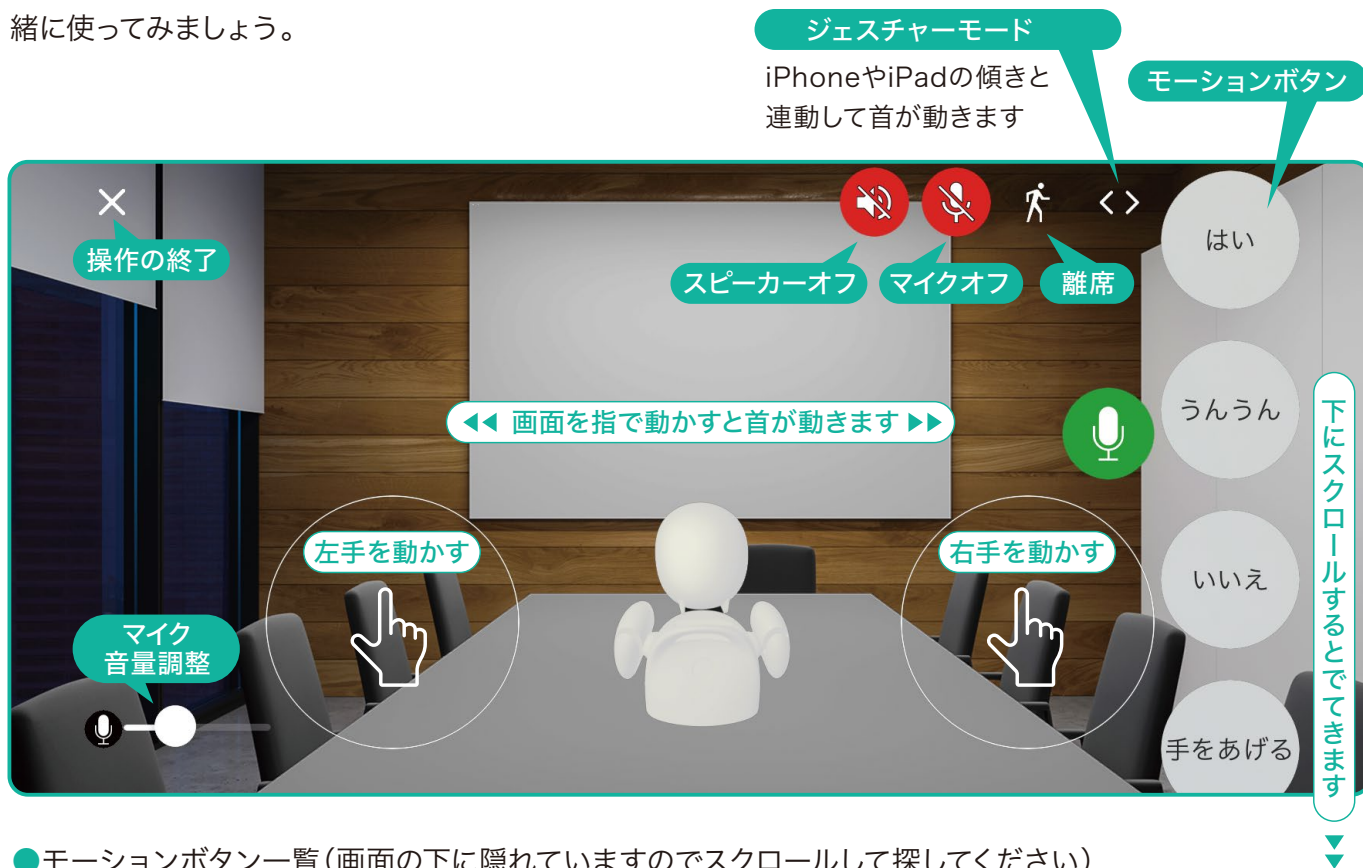 緒に使ってみましょう。
ジェスチャーモード
iPhoneやiPadの傾きと
連動して首が動きます
モーションボタン
操作の終了
スピーカーオフ
マイクオフ
離席
はい
◀◀ 画面を指で動かすと首が動きます ▶▶
うんうん
左手を動かす
右手を動かす
いいえ
マイク
音量調整
手をあげる
下にスクロールするとでてきます ▼▼
●モーションボタン一覧（画面の下に隠れていますのでスクロールして探してください）